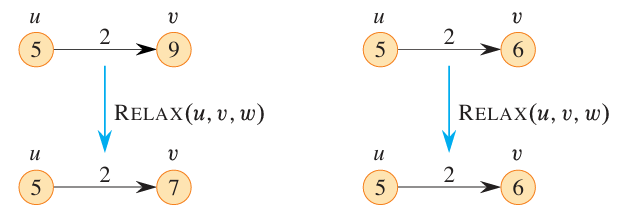 u v u v
5 2 9 5 2 6
RELAX(u, v, w) RELAX(u, v, w)
u v u v
5 2 7 5 2 6